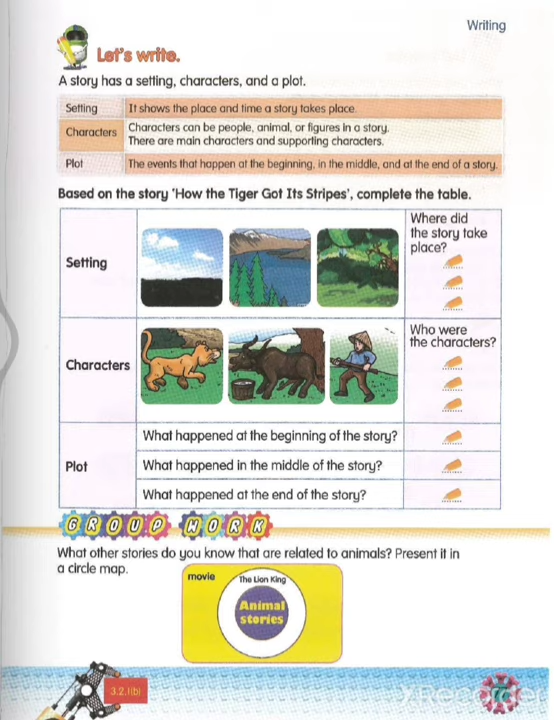 Writing
Let's write.
A story has a setting, characters, and a plot.
Setting It shows the place and time a story takes place.
Characters Characters can be people, animal, or figures in a story.
There are main characters and supporting characters.
Plot The events that happen at the beginning, in the middle, and at the end of a story.
Based on the story 'How the Tiger Got Its Stripes', complete the table.
Setting
Where did
the story take
place?
Characters
Who were
the characters?
Plot
What happened at the beginning of the story?
What happened in the middle of the story?
What happened at the end of the story?
GROUP WORK
What other stories do you know that are related to animals? Present it in
a circle map.
movie
The Lion King
Animal
stories
3.2.1(b)
Recorder